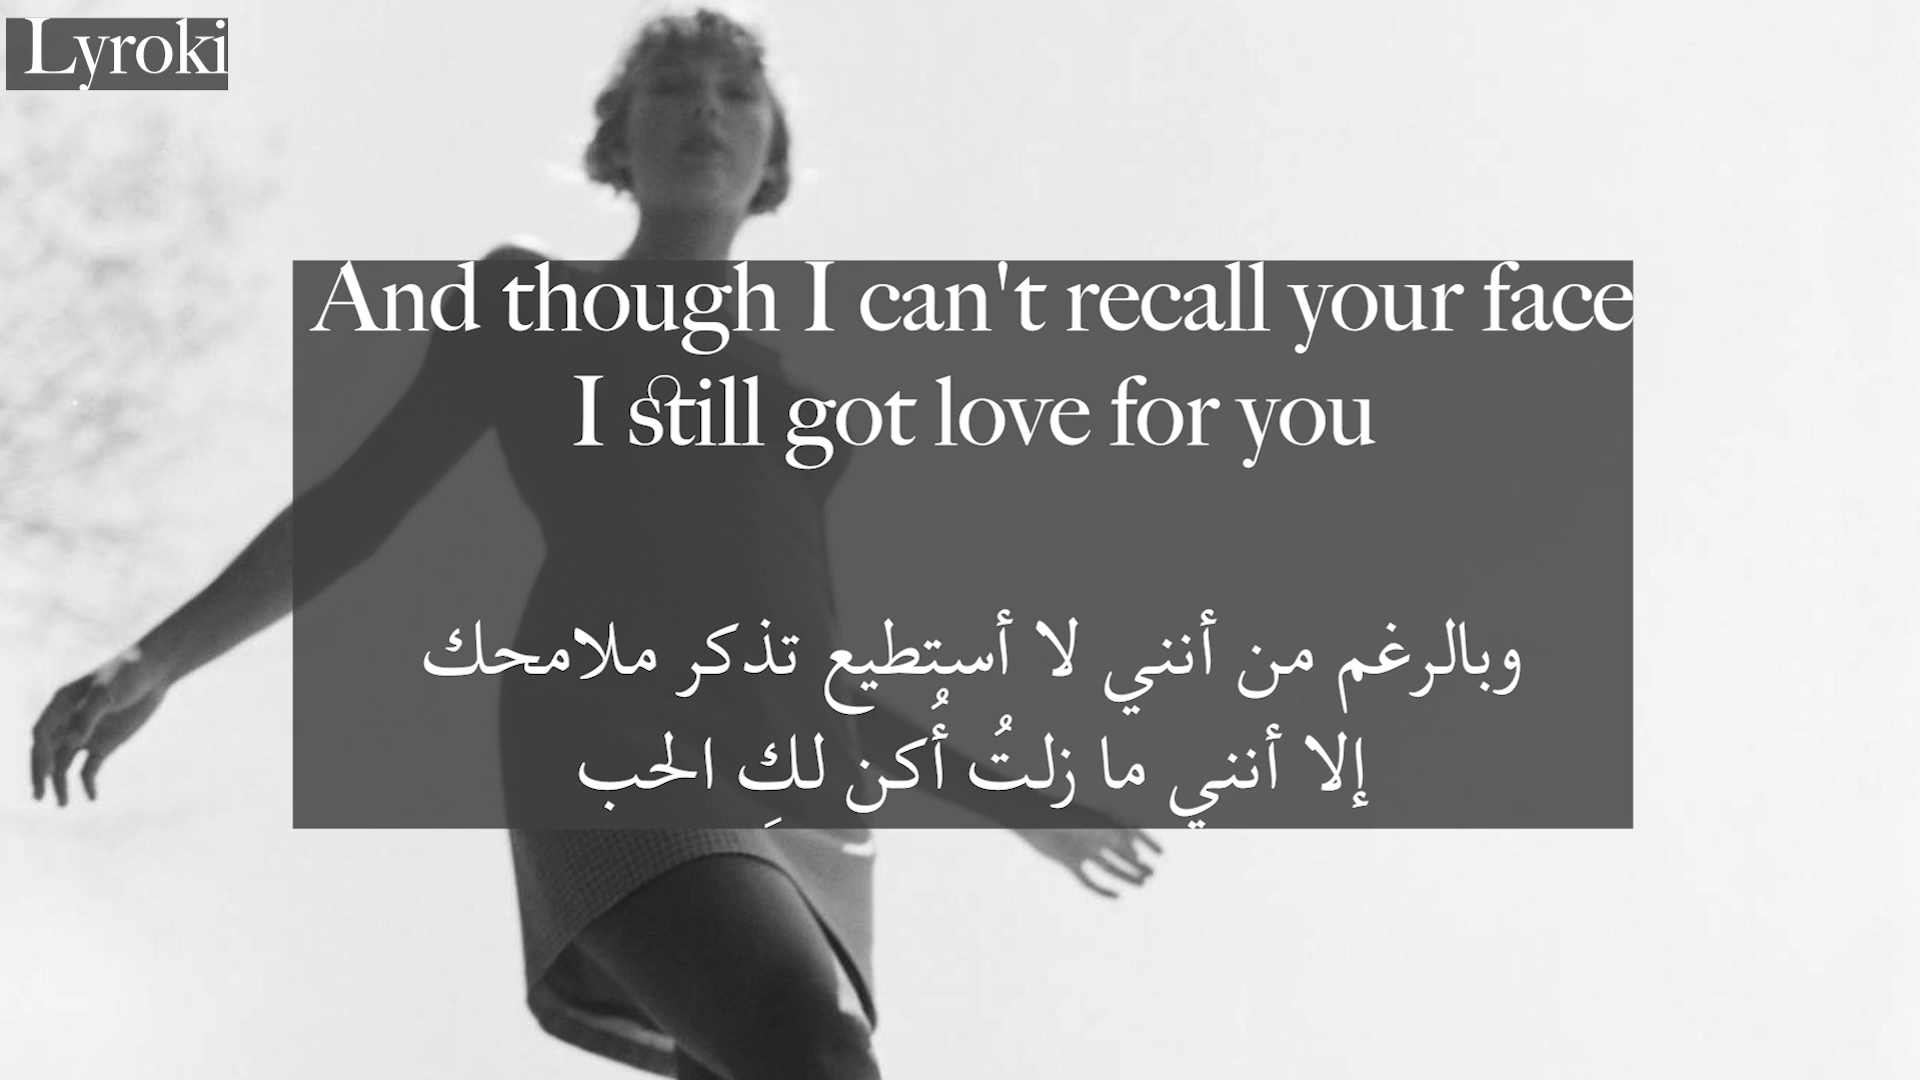 Lyroki
And though I can't recall your face
I still got love for you
وبالرغم من أنني لا أستطيع تذكر ملامحك
إلا أنني ما زلتُ أُكن لكِ الحب